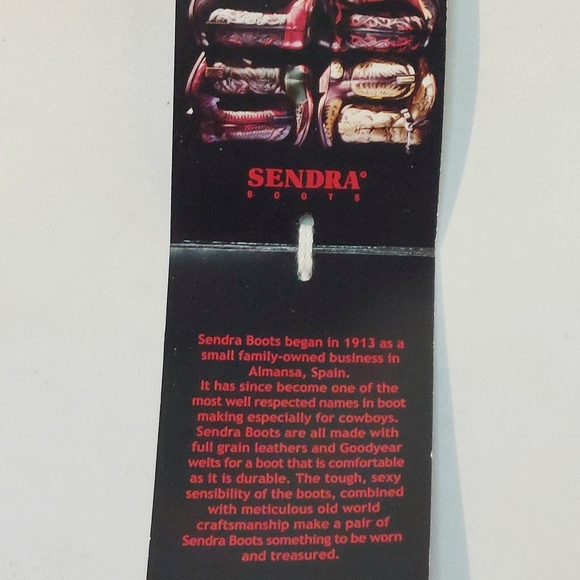 SENDRA®
BOOTS
Sendra Boots began in 1913 as a
small family-owned business in
Almansa, Spain.
It has since become one of the
most well respected names in boot
making especially for cowboys.
Sendra Boots are all made with
full grain leathers and Goodyear
welts for a boot that is comfortable
as it is durable. The tough, sexy
sensibility of the boots, combined
with meticulous old world
craftsmanship make a pair of
Sendra Boots something to be worn
and treasured.